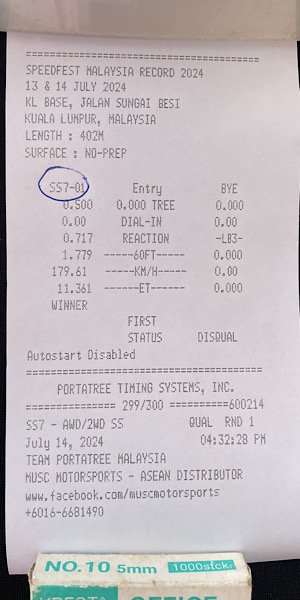 ========================================
SPEEDFEST MALAYSIA RECORD 2024
13 & 14 JULY 2024
KL BASE, JALAN SUNGAI BESI
KUALA LUMPUR, MALAYSIA
LENGTH : 402M
SURFACE : NO-PREP
SS7-01 Entry BYE
0.500 0.000 TREE 0.000
0.00 DIAL-IN 0.00
0.717 REACTION -LB3-
1.779 -----60FT----- 0.000
179.61 -----KM/H----- 0.00
11.361 ------ET------ 0.000
WINNER
FIRST
STATUS DISQUAL
Autostart Disabled
========================================
PORTATREE TIMING SYSTEMS, INC.
=============== 299/300 ==========600214
SS7 - AWD/2WD SS QUAL RND 1
July 14, 2024 04:32:28 PM
TEAM PORTATREE MALAYSIA
MUSC MOTORSPORTS - ASEAN DISTRIBUTOR
www.facebook.com/muscmotorsports
+6016-6681490
NO.10 5mm 1000stck.